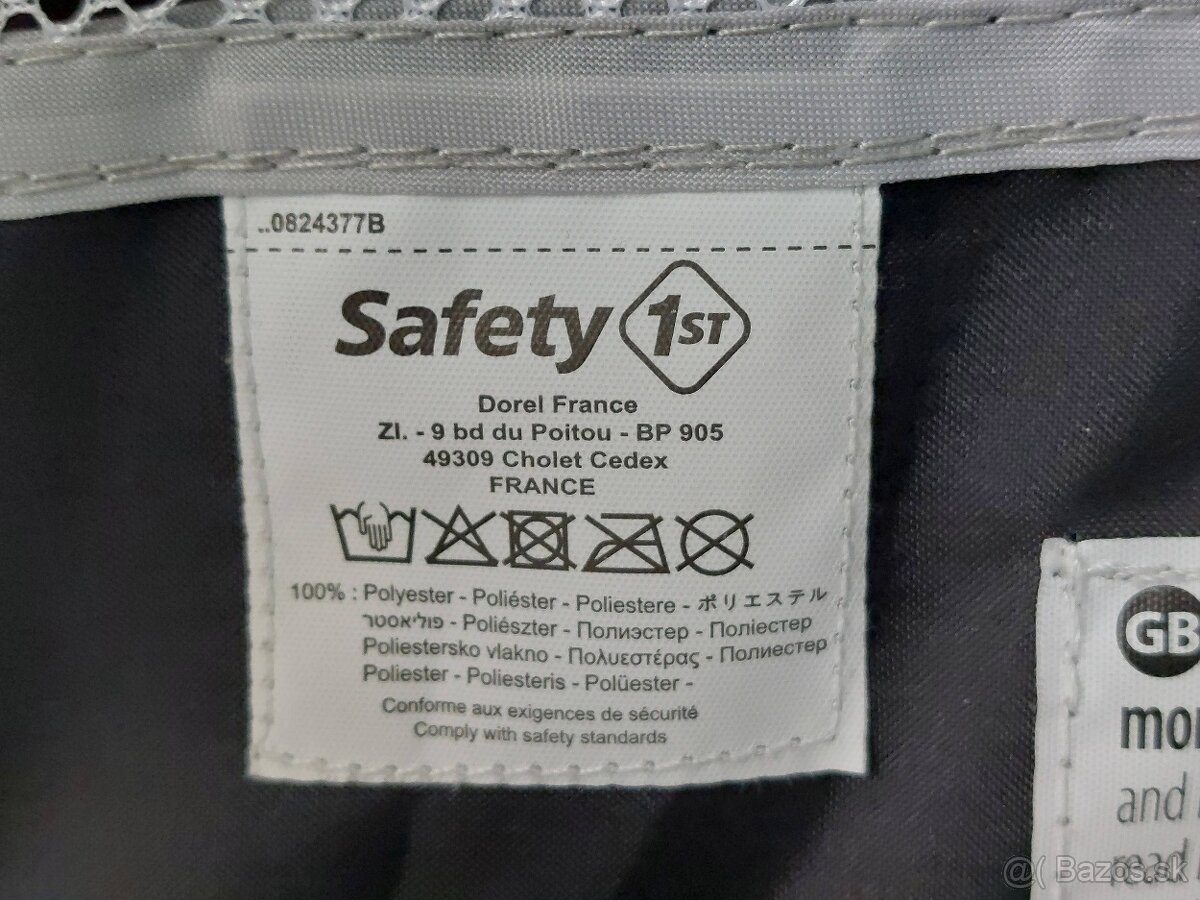 ..0824377B
Safety 1ST
Dorel France
ZI. - 9 bd du Poitou - BP 905
49309 Cholet Cedex
FRANCE
100% : Polyester - Poliéster - Poliestere - ポリエステル
פוליאסטר - Poliészter - Полиэстер - Поліестер
Poliestersko vlakno - Πολυεστέρας - Полиестер
Poliester - Poliesteris - Polüester -
Conforme aux exigences de sécurité
Comply with safety standards
GB
and
read
@( Bazos.sk